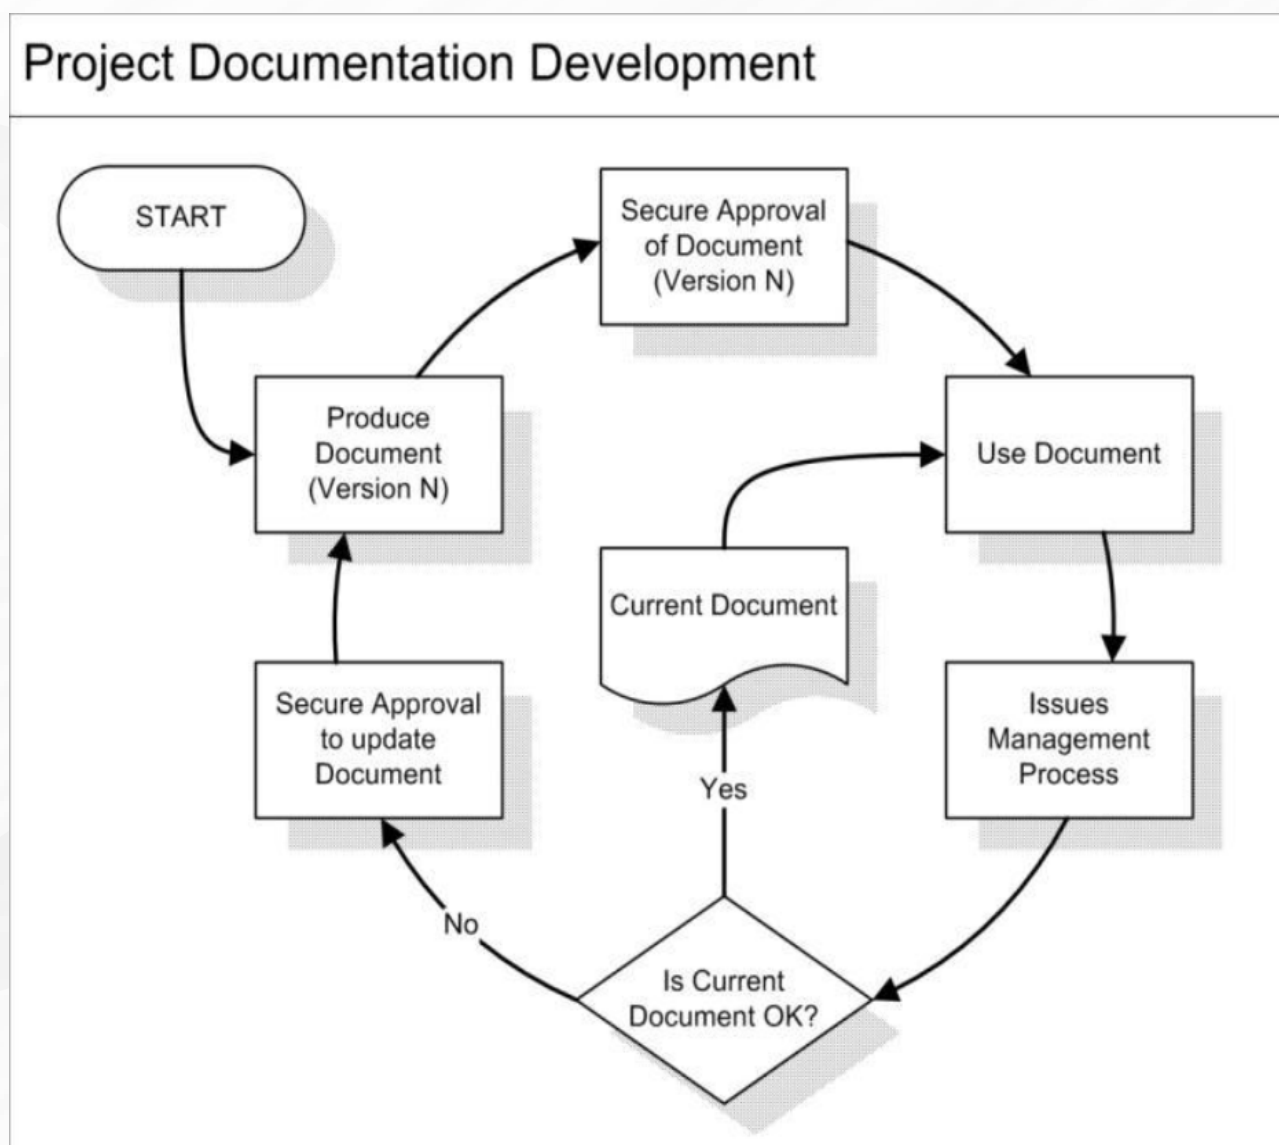 Project Documentation Development
START
Secure Approval
of Document
(Version N)
Produce
Document
(Version N)
Use Document
Current Document
Secure Approval
to update
Document
Issues
Management
Process
Yes
No
Is Current
Document OK?